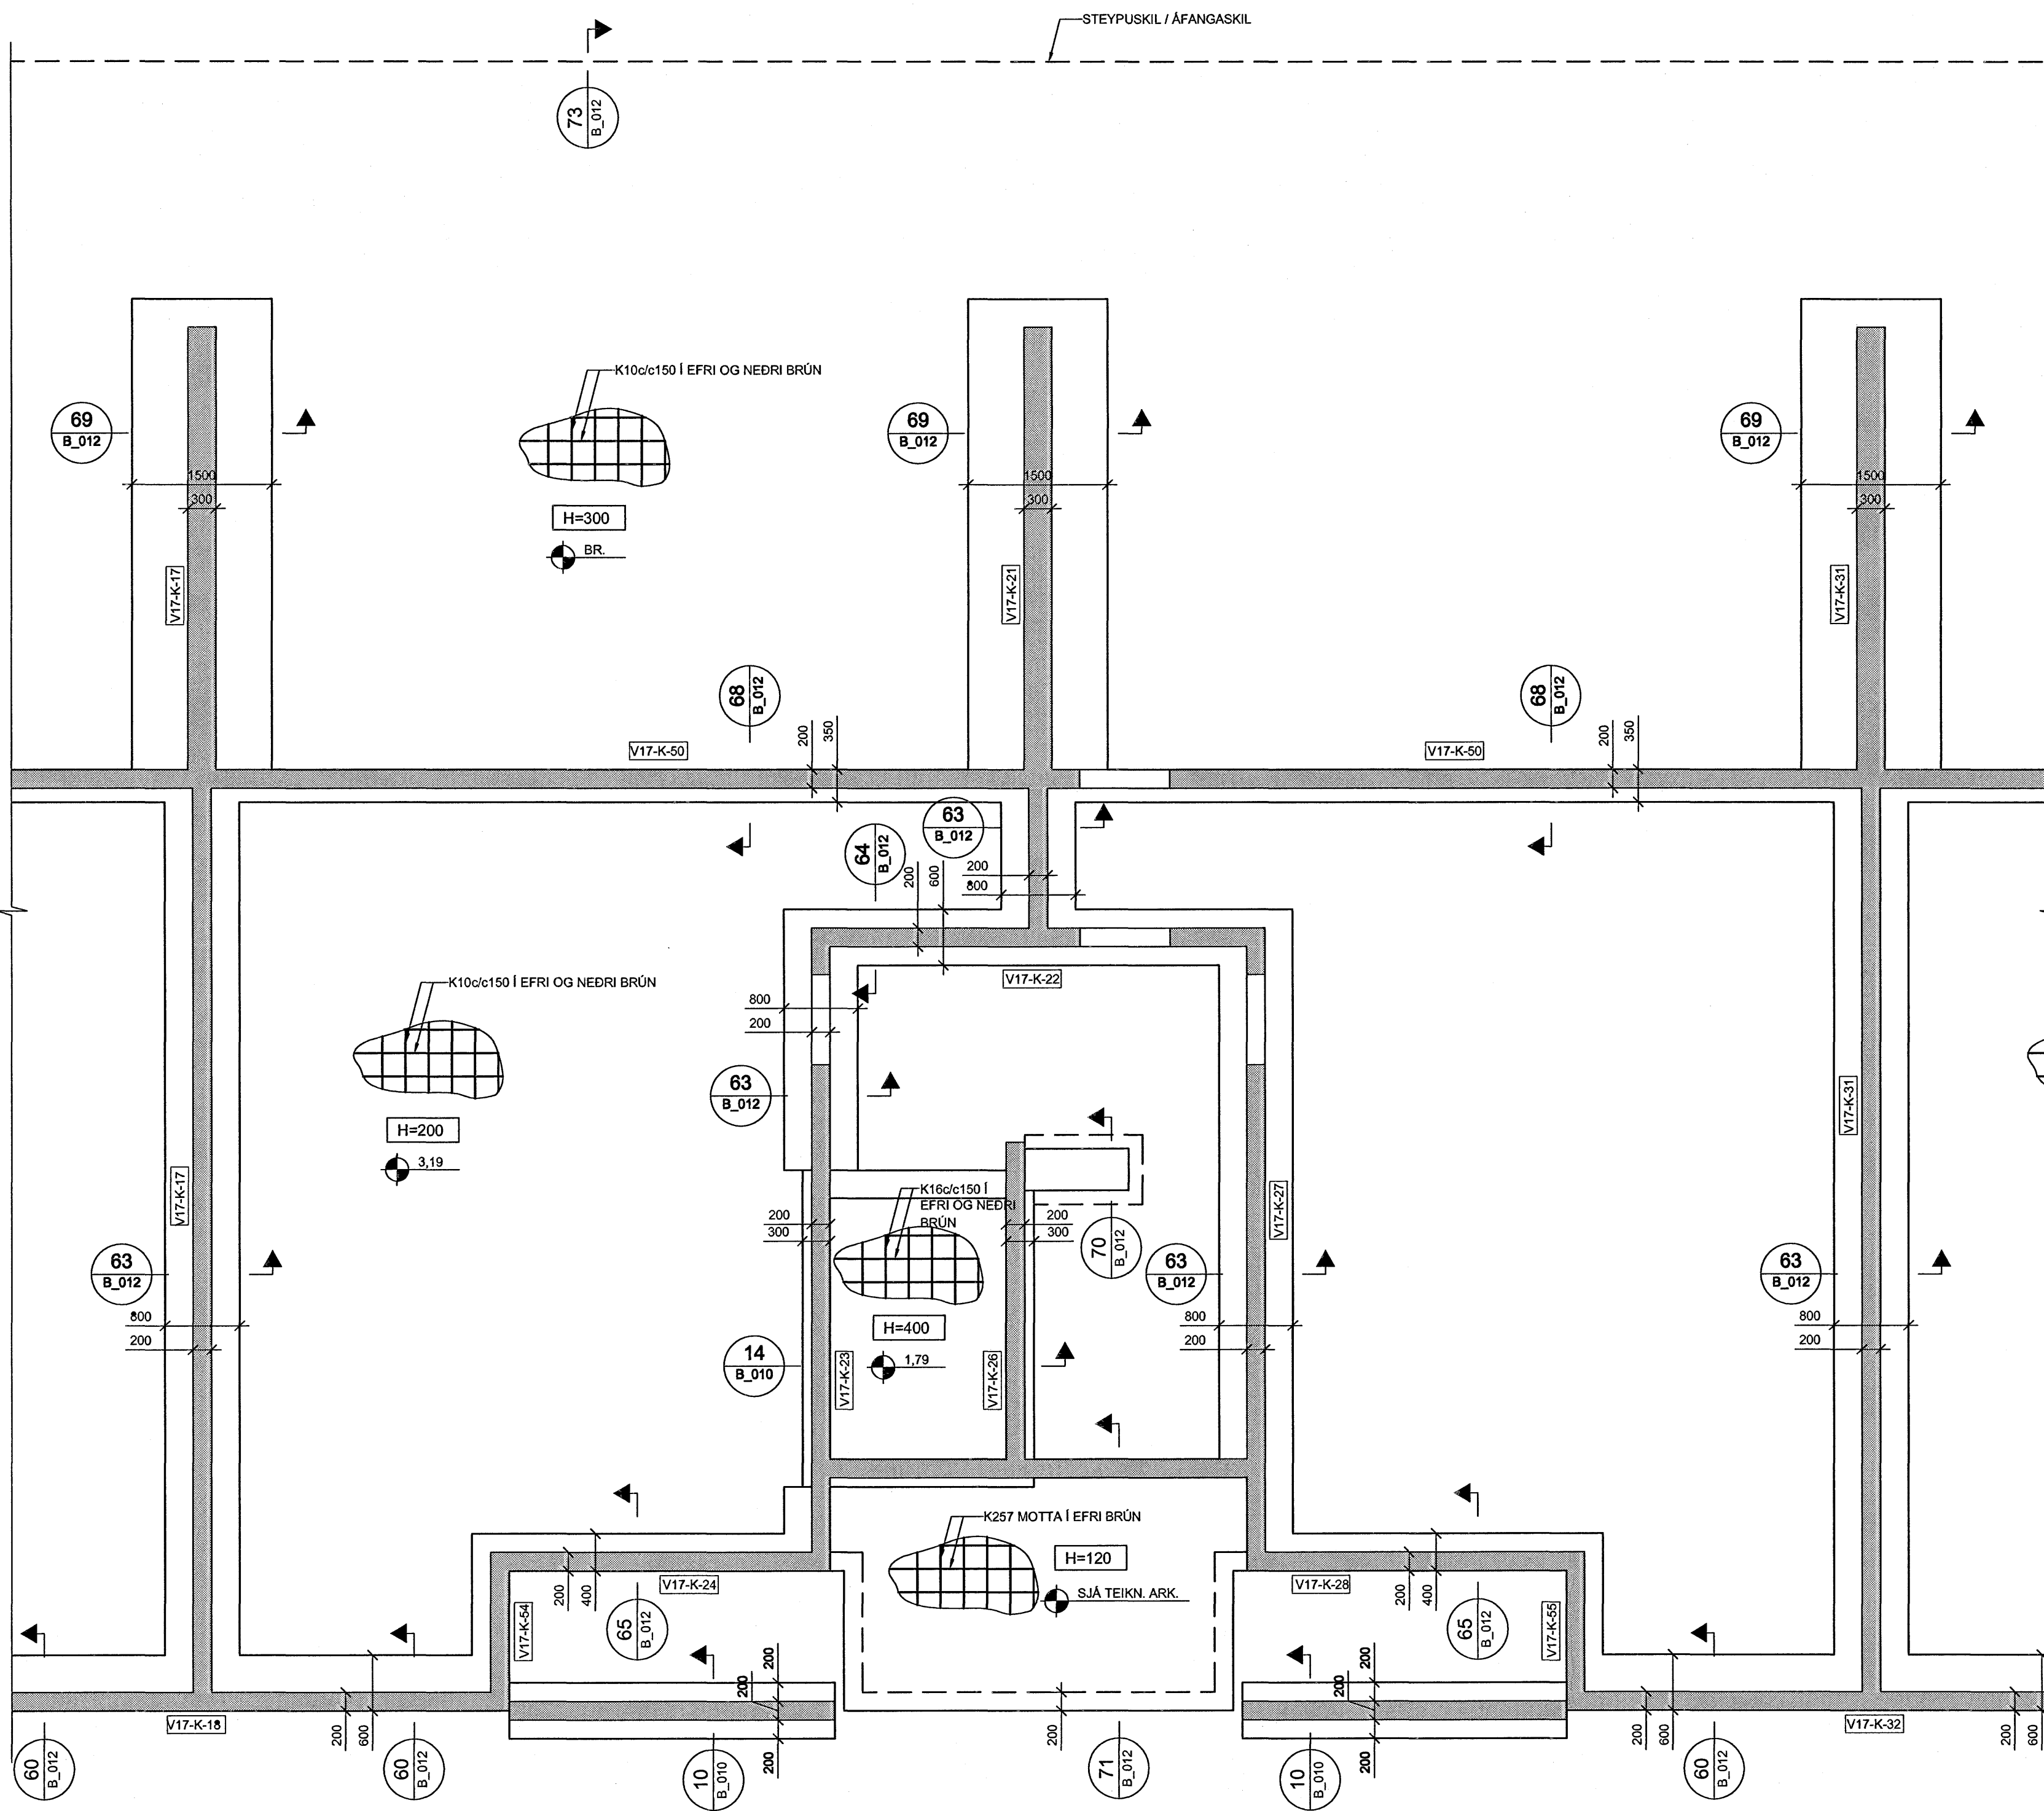 STEYPUSKIL / ÁFANGASKIL
73
B_012
K10c/c150 Í EFRI OG NEÐRI BRÚN
69
B_012
69
B_012
69
B_012
1500
300
1500
300
1500
300
H=300
BR.
V17-K-17
V17-K-21
V17-K-31
68
B_012
68
B_012
V17-K-50
200
350
V17-K-50
200
350
63
B_012
64
B_012
200
600
200
800
K10c/c150 Í EFRI OG NEÐRI BRÚN
V17-K-22
800
200
63
B_012
H=200
3,19
V17-K-17
V17-K-31
K16c/c150 Í
EFRI OG NEÐRI
BRÚN
200
300
200
300
V17-K-27
70
B_012
63
B_012
63
B_012
63
B_012
800
200
H=400
1,79
800
200
800
200
14
B_010
V17-K-23
V17-K-26
K257 MOTTA Í EFRI BRÚN
H=120
SJÁ TEIKN. ARK.
200
400
V17-K-24
V17-K-54
65
B_012
V17-K-28
200
400
65
B_012
V17-K-55
200
200
200
200
200
200
V17-K-18
200
600
200
200
600
V17-K-32
200
600
60
B_012
60
B_012
10
B_010
71
B_012
10
B_010
60
B_012